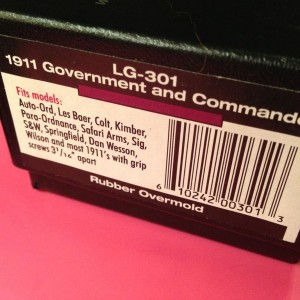 LG-301
1911 Government and Commande
Fits models:
Auto-Ord, Les Baer, Colt, Kimber,
Para-Ordnance, Safari Arms, Sig,
S&W, Springfield, Dan Wesson,
Wilson and most 1911's with grip
screws 3 1/16" apart
6 10242 00301 3
Rubber Overmold